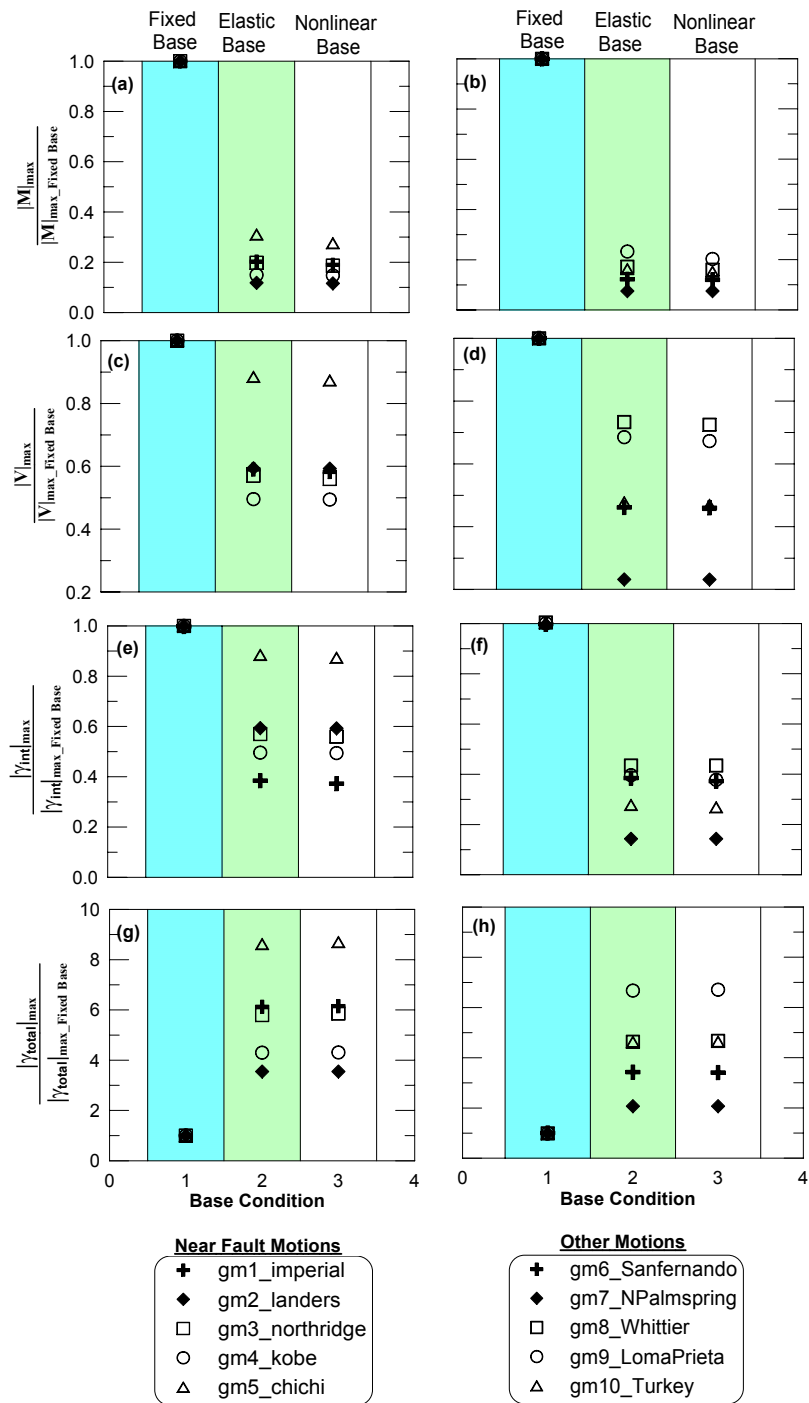 Fixed Base
Elastic Base
Nonlinear Base
Fixed Base
Elastic Base
Nonlinear Base
(a)
1.0
0.8
0.6
0.4
0.2
0.0
|M|max
|M|max_Fixed Base
(b)
(c)
1.0
0.8
0.6
0.4
0.2
|V|max
|V|max_Fixed Base
(d)
(e)
1.0
0.8
0.6
0.4
0.2
0.0
|γint|max
|γint|max_Fixed Base
(f)
(g)
10
8
6
4
2
0
|γtotal|max
|γtotal|max_Fixed Base
(h)
0 1 2 3 4
Base Condition
0 1 2 3 4
Base Condition
Near Fault Motions
gm1_imperial
gm2_landers
gm3_northridge
gm4_kobe
gm5_chichi
Other Motions
gm6_Sanfernando
gm7_NPalmspring
gm8_Whittier
gm9_LomaPrieta
gm10_Turkey